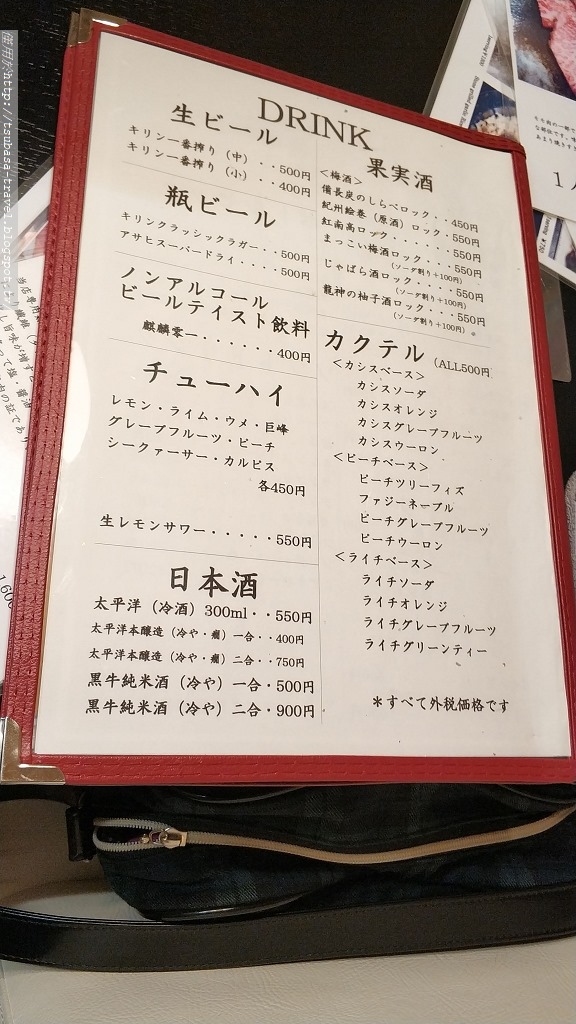 DRINK
生ビール
キリン一番搾り（中）・・500円
キリン一番搾り（小）・・400円
瓶ビール
キリンクラッシックラガー・・500円
アサヒスーパードライ・・・・500円
ノンアルコール
ビールテイスト飲料
麒麟零一・・・・・・400円
チューハイ
レモン・ライム・ウメ・巨峰
グレープフルーツ・ピーチ
シークァーサー・カルピス
各450円
生レモンサワー・・・・・550円
日本酒
太平洋（冷酒）300ml・・550円
太平洋本醸造（冷や・燗）一合・・400円
太平洋本醸造（冷や・燗）二合・・750円
黒牛純米酒（冷や）一合・500円
黒牛純米酒（冷や）二合・900円
果実酒
<梅酒>
備長炭のしらべロック・・450円
紀州絵巻（原酒）ロック・550円
紅南高ロック・・・・・・550円
まっこい梅酒ロック・・・550円
（ソーダ割り+100円）
じゃばら酒ロック・・・・550円
（ソーダ割り+100円）
龍神の柚子酒ロック・・・550円
（ソーダ割り+100円）
カクテル（ALL500円
<カシスベース>
カシスソーダ
カシスオレンジ
カシスグレープフルーツ
カシスウーロン
<ピーチベース>
ピーチツリーフィズ
ファジーネーブル
ピーチグレープフルーツ
ピーチウーロン
<ライチベース>
ライチソーダ
ライチオレンジ
ライチグレープフルーツ
ライチグリーンティー
＊すべて外税価格です
http://tsubasa-travel.blogspot.jp/